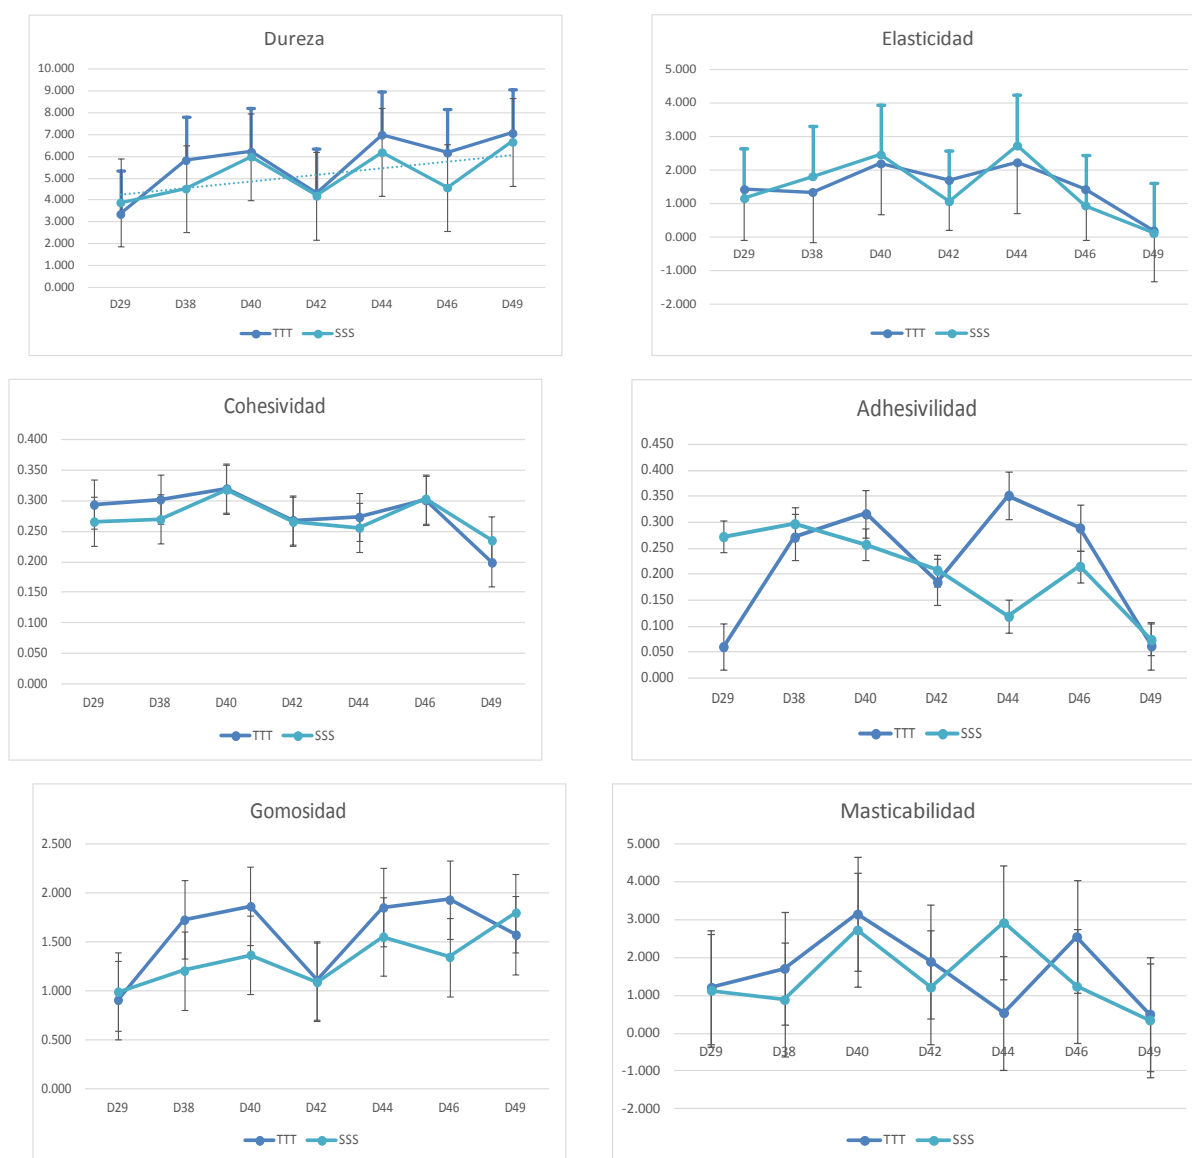 Dureza
10.000
9.000
8.000
7.000
6.000
5.000
4.000
3.000
2.000
1.000
0.000
D29 D38 D40 D42 D44 D46 D49
TTT SSS
Elasticidad
5.000
4.000
3.000
2.000
1.000
0.000
-1.000
-2.000
D29 D38 D40 D42 D44 D46 D49
TTT SSS
Cohesividad
0.400
0.350
0.300
0.250
0.200
0.150
0.100
0.050
0.000
D29 D38 D40 D42 D44 D46 D49
TTT SSS
Adhesivilidad
0.450
0.400
0.350
0.300
0.250
0.200
0.150
0.100
0.050
0.000
D29 D38 D40 D42 D44 D46 D49
TTT SSS
Gomosidad
2.500
2.000
1.500
1.000
0.500
0.000
D29 D38 D40 D42 D44 D46 D49
TTT SSS
Masticabilidad
5.000
4.000
3.000
2.000
1.000
0.000
-1.000
-2.000
D29 D38 D40 D42 D44 D46 D49
TTT SSS